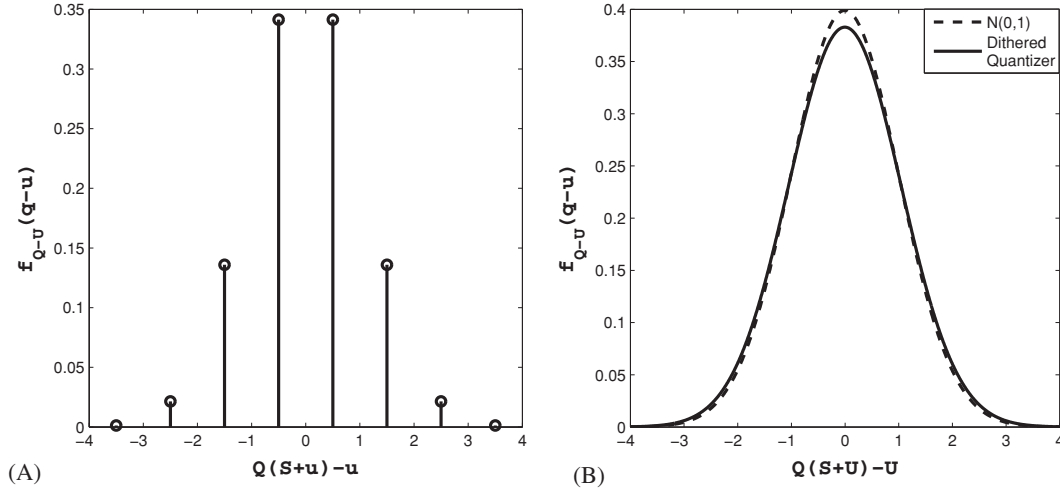 0.35
0.3
0.25
0.2
0.15
0.1
0.05
0
f_{Q-U}(q-u)
−4 −3 −2 −1 0 1 2 3 4
Q(S+u)-u
(A)
0.4
0.35
0.3
0.25
0.2
0.15
0.1
0.05
0
f_{Q-U}(q-u)
N(0,1)
Dithered
Quantizer
−4 −3 −2 −1 0 1 2 3 4
Q(S+U)-U
(B)